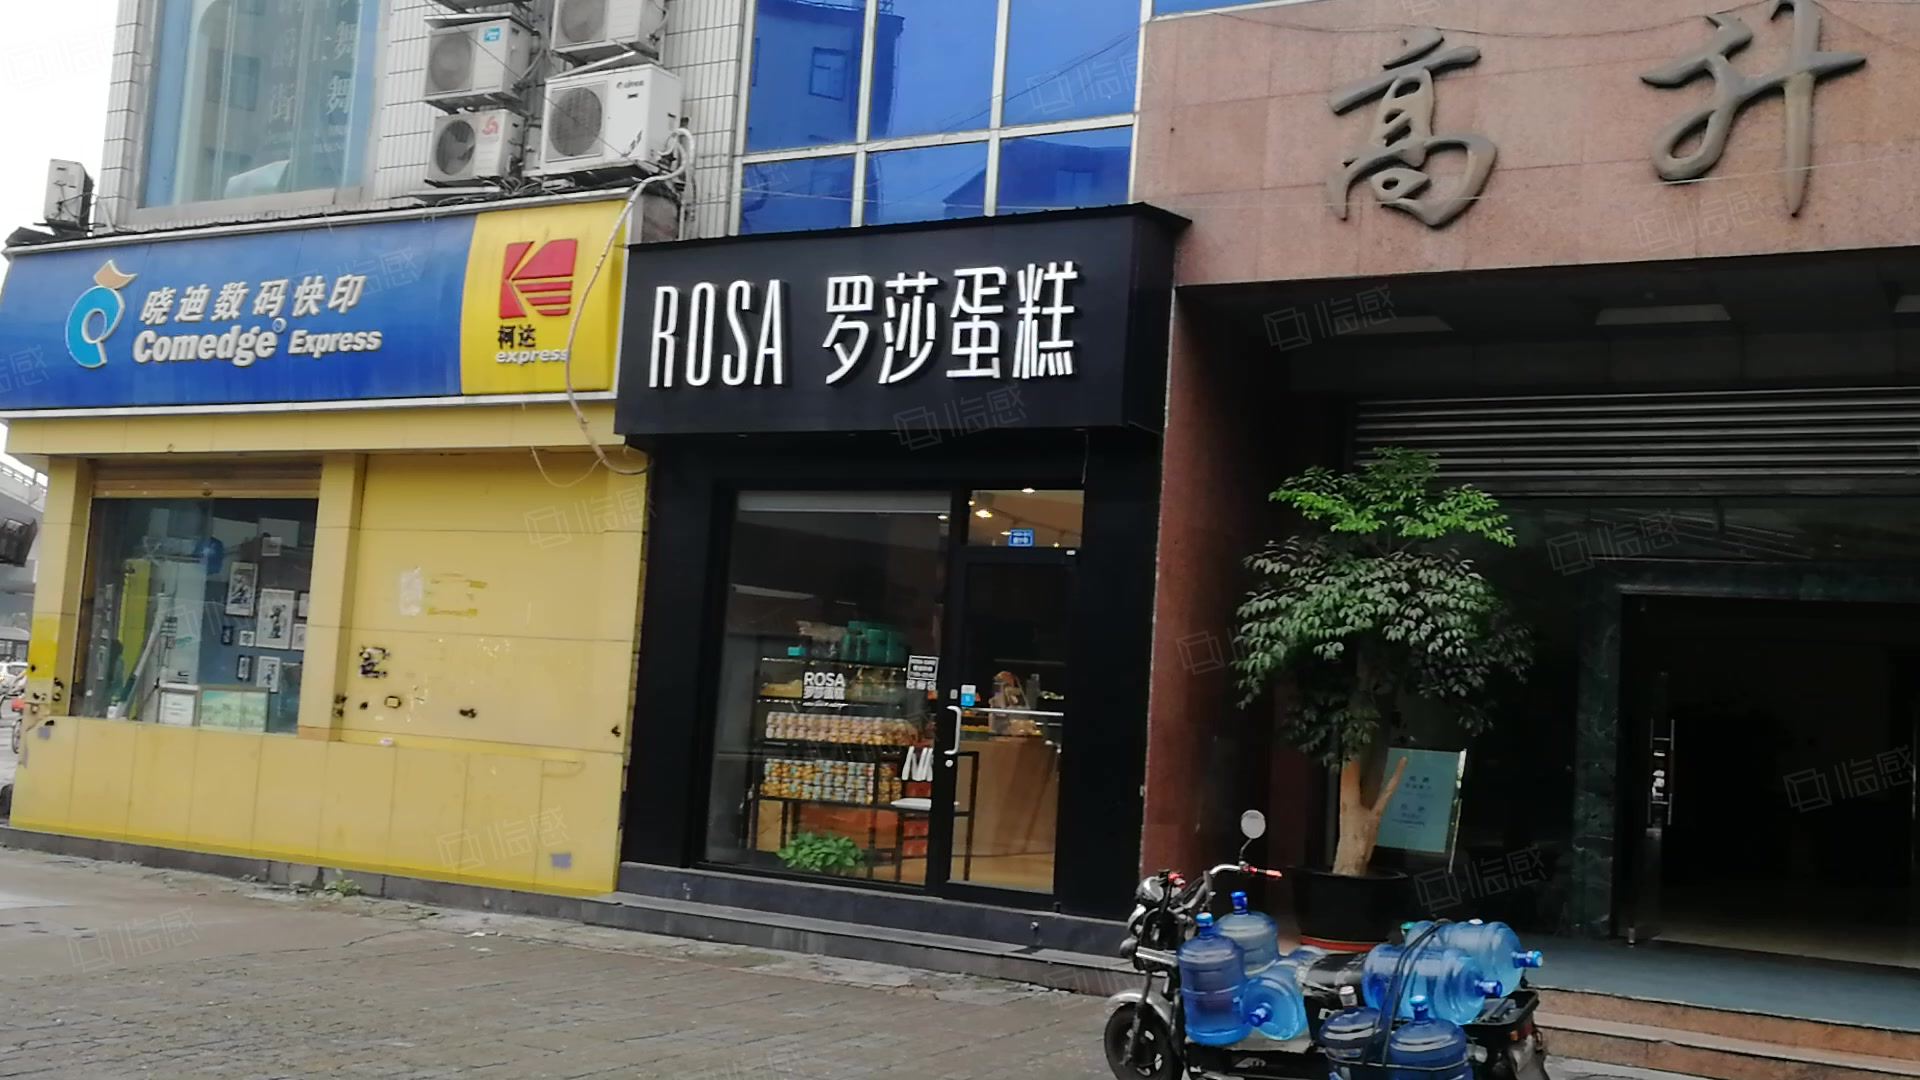 晓迪数码快印
Comedge Express
柯达
express
ROSA 罗莎蛋糕
高升
ROSA
罗莎蛋糕